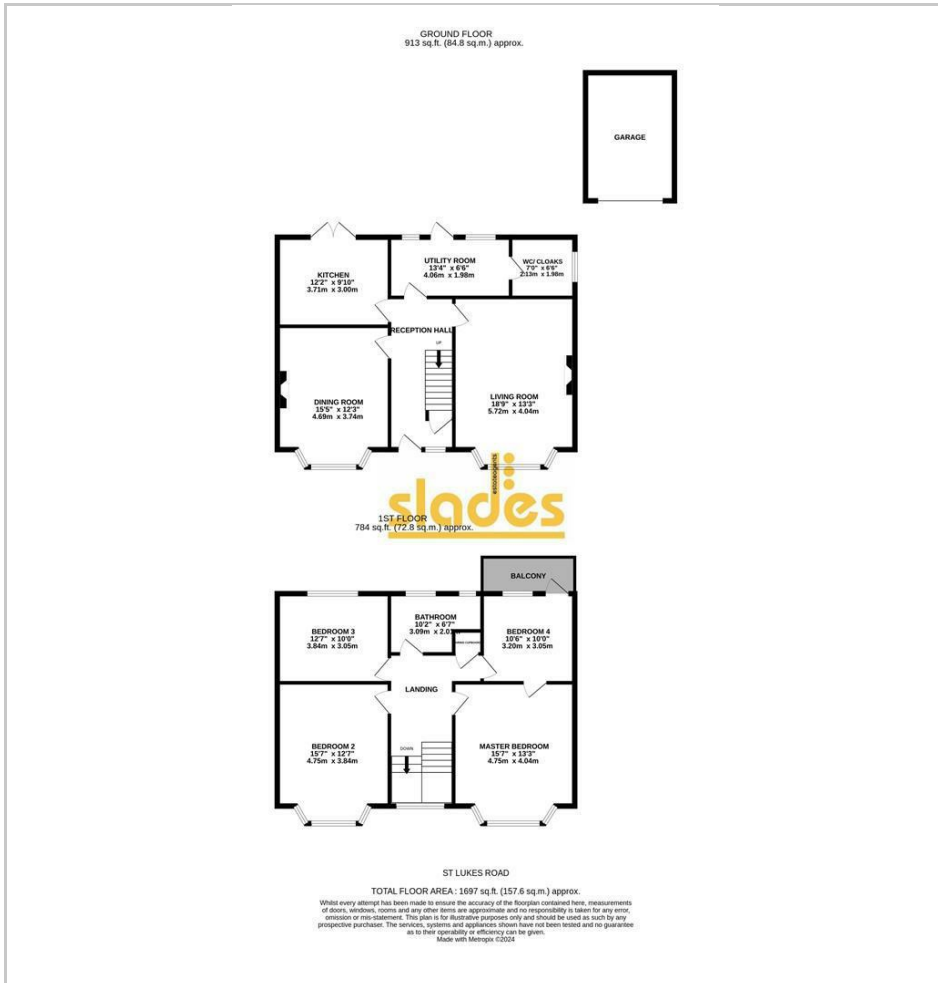 GROUND FLOOR
913 sq.ft. (84.8 sq.m.) approx.
GARAGE
KITCHEN
12'2" x 9'10"
3.71m x 3.00m
UTILITY ROOM
13'4" x 6'6"
4.06m x 1.98m
WC/ CLOAKS
7'0" x 6'6"
2.13m x 1.98m
RECEPTION HALL
UP
DINING ROOM
15'5" x 12'3"
4.69m x 3.74m
LIVING ROOM
18'9" x 13'3"
5.72m x 4.04m
estateagents
slades
1ST FLOOR
784 sq.ft. (72.8 sq.m.) approx.
BALCONY
BEDROOM 3
12'7" x 10'0"
3.84m x 3.05m
BATHROOM
10'2" x 6'7"
3.09m x
BEDROOM 4
10'6" x 10'0"
3.20m x 3.05m
LANDING
DOWN
BEDROOM 2
15'7" x 12'7"
4.75m x 3.84m
MASTER BEDROOM
15'7" x 13'3"
4.75m x 4.04m
ST LUKES ROAD
TOTAL FLOOR AREA : 1697 sq.ft. (157.6 sq.m.) approx.
Whilst every attempt has been made to ensure the accuracy of the floorplan contained here, measurements
of doors, windows, rooms and any other items are approximate and no responsibility is taken for any error,
omission or mis-statement. This plan is for illustrative purposes only and should be used as such by any
prospective purchaser. The services, systems and appliances shown have not been tested and no guarantee
as to their operability or efficiency can be given.
Made with Metropix ©2024